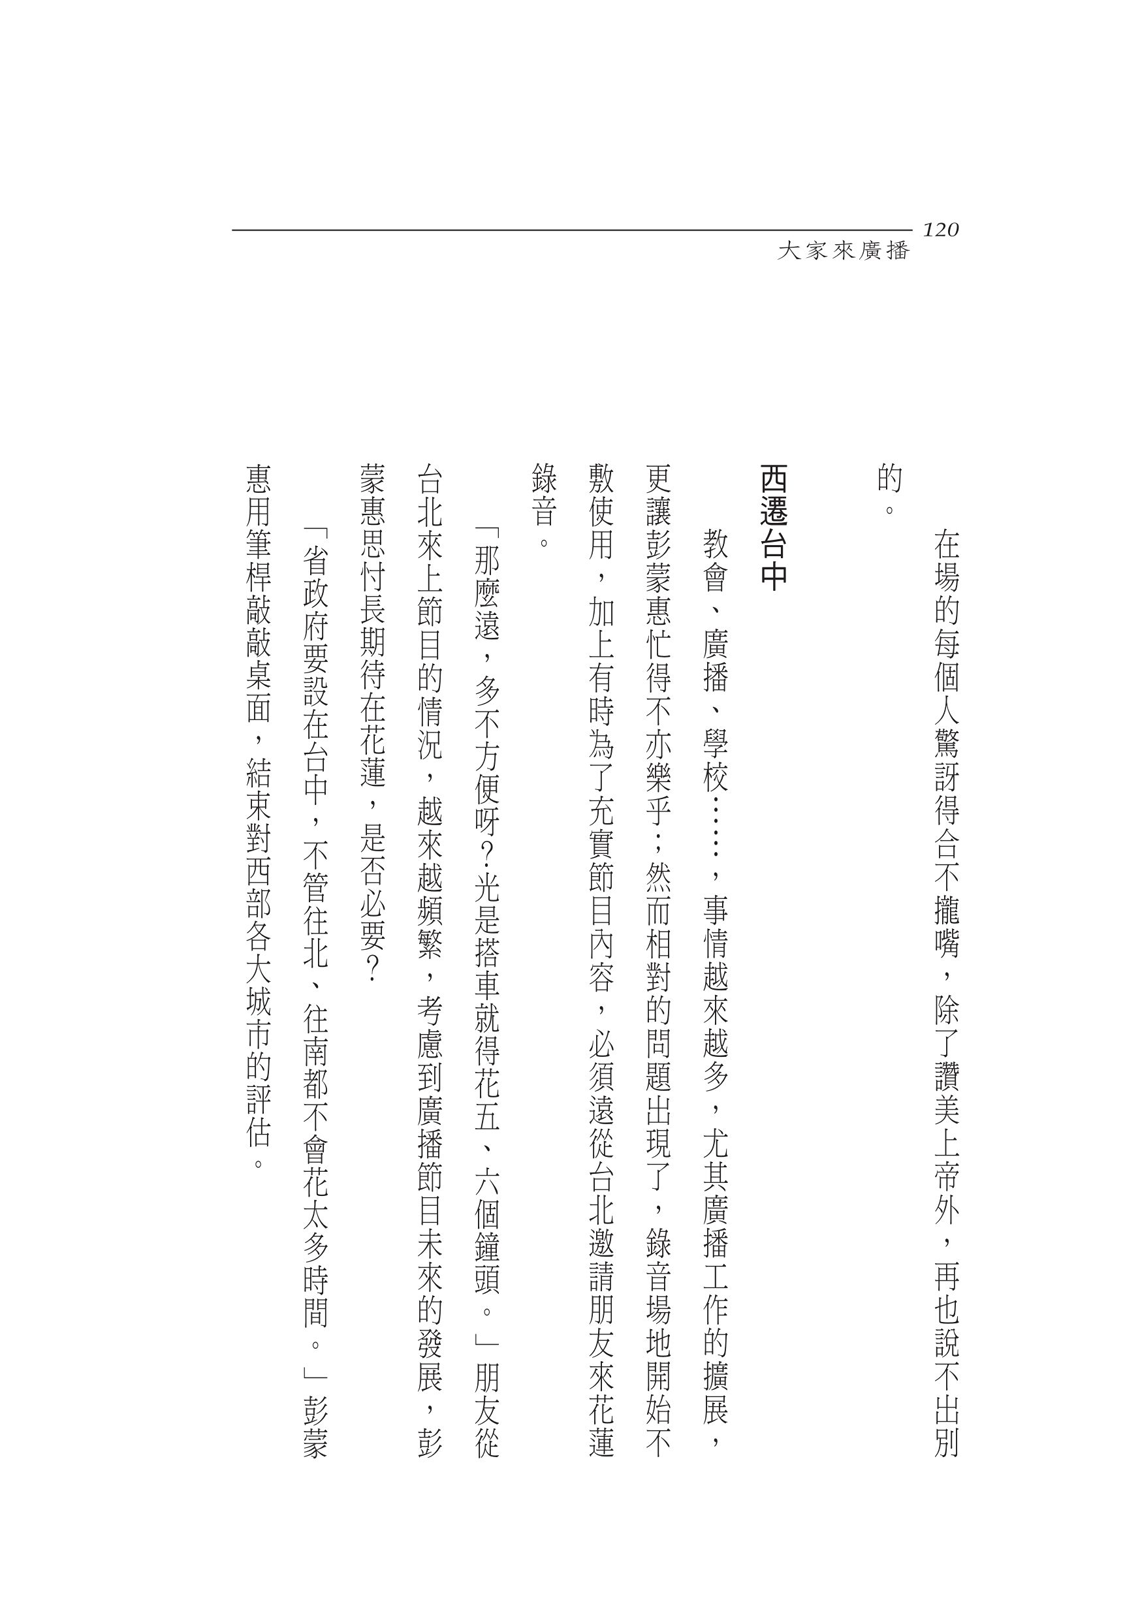 120
大家來廣播
在場的每個人驚訝得合不攏嘴，除了讚美上帝外，再也說不出別
的。
西遷台中
教會、廣播、學校……，事情越來越多，尤其廣播工作的擴展，
更讓彭蒙惠忙得不亦樂乎；然而相對的問題出現了，錄音場地開始不
敷使用，加上有時為了充實節目內容，必須遠從台北邀請朋友來花蓮
錄音。
「那麼遠，多不方便呀？光是搭車就得花五、六個鐘頭。」朋友從
台北來上節目的情況，越來越頻繁，考慮到廣播節目未來的發展，彭
蒙惠思忖長期待在花蓮，是否必要？
「省政府要設在台中，不管往北、往南都不會花太多時間。」彭蒙
惠用筆桿敲敲桌面，結束對西部各大城市的評估。